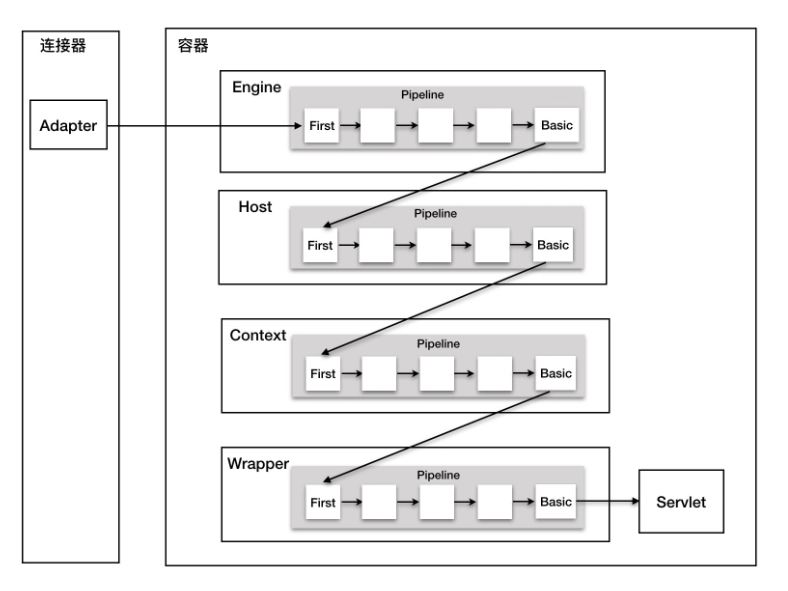 连接器
容器
Adapter
Engine
Pipeline
First
Basic
Host
Pipeline
First
Basic
Context
Pipeline
First
Basic
Wrapper
Pipeline
First
Basic
Servlet